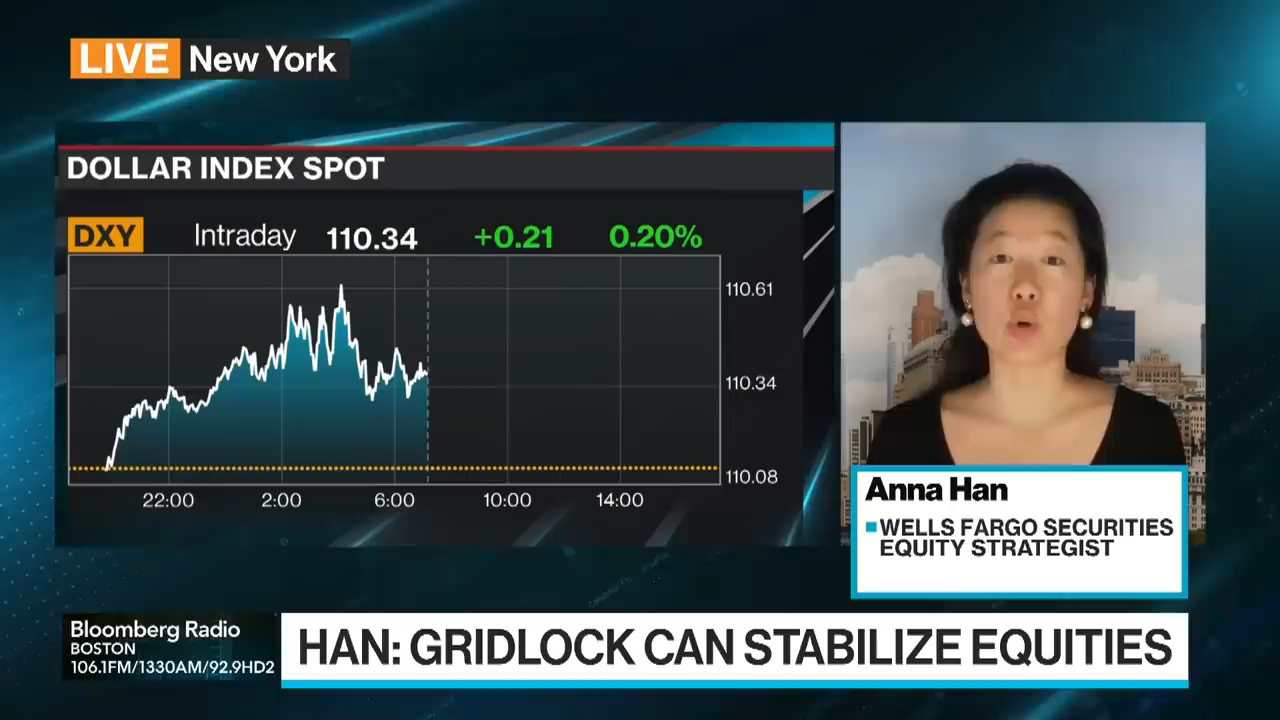 LIVE New York
DOLLAR INDEX SPOT
DXY Intraday 110.34 +0.21 0.20%
110.61
110.34
110.08
22:00 2:00 6:00 10:00 14:00
Anna Han
WELLS FARGO SECURITIES
EQUITY STRATEGIST
Bloomberg Radio
BOSTON
106.1FM/1330AM/92.9HD2
HAN: GRIDLOCK CAN STABILIZE EQUITIES